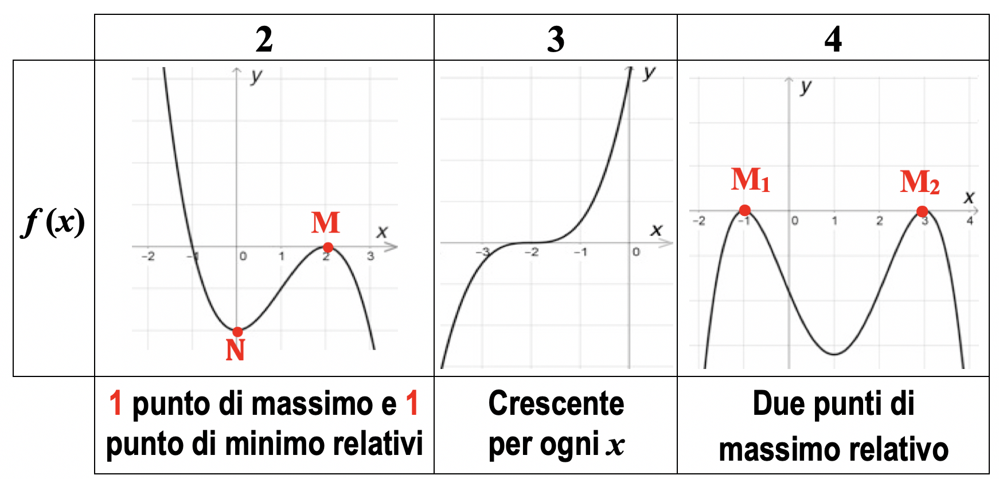 2 3 4
f (x)
y
x
M
N
-2 -1 0 1 2 3
y
x
-3 -2 -1 0
y
x
M1 M2
-2 -1 0 1 2 3 4
1 punto di massimo e 1
punto di minimo relativi
Crescente
per ogni x
Due punti di
massimo relativo